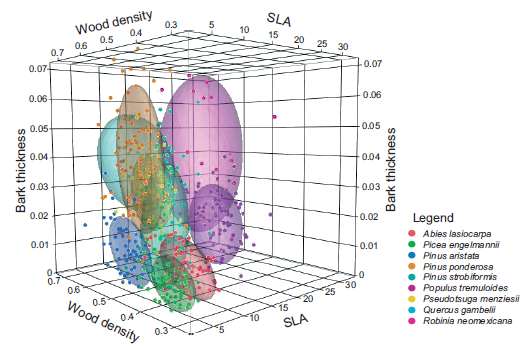 Wood density
SLA
0.7
0.6
0.5
0.4
0.3
5
10
15
20
25
30
0.07
0.06
0.05
0.04
0.03
0.02
0.01
0
Bark thickness
0.07
0.06
0.05
0.04
0.03
0.02
0.01
0
Bark thickness
0.7
0.6
0.5
0.4
0.3
Wood density
5
10
15
20
25
30
SLA
Legend
Abies lasiocarpa
Picea engelmannii
Pinus aristata
Pinus ponderosa
Pinus strobiformis
Populus tremuloides
Pseudotsuga menziesii
Quercus gambelii
Robinia neomexicana